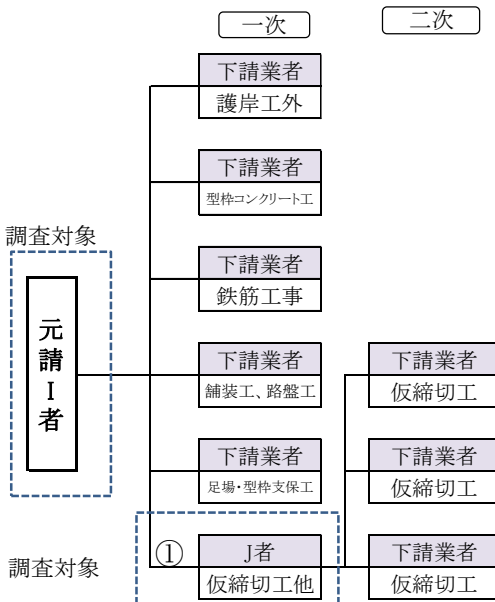 一次
二次
下請業者
護岸工外
下請業者
型枠コンクリート工
調査対象
下請業者
鉄筋工事
元請I者
下請業者
舗装工、路盤工
下請業者
仮締切工
下請業者
足場・型枠支保工
下請業者
仮締切工
調査対象
①
J者
仮締切工他
下請業者
仮締切工